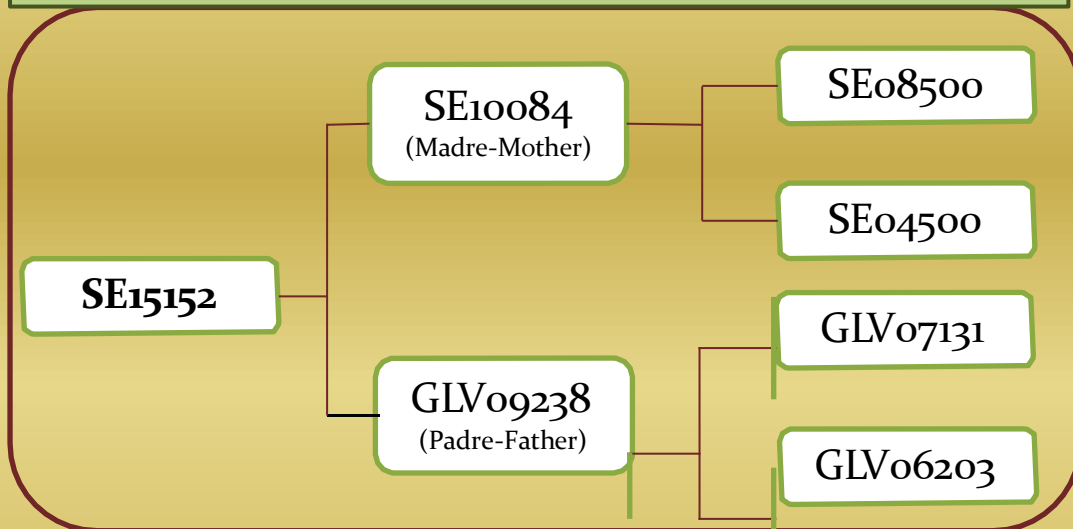 SE08500
SE10084
(Madre-Mother)
SE04500
SE15152
GLV07131
GLV09238
(Padre-Father)
GLV06203